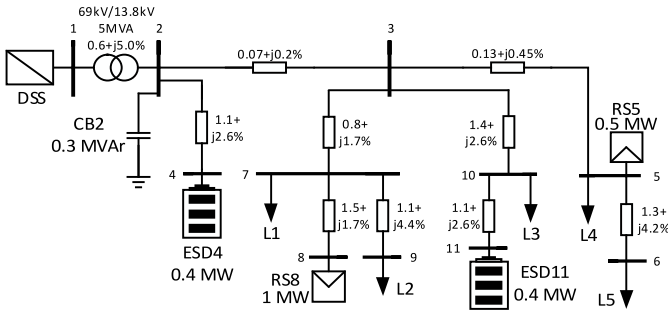 69kV/13.8kV
5MVA
0.6+j5.0%
1
2
3
0.07+j0.2%
0.13+j0.45%
DSS
CB2
0.3 MVAr
1.1+
j2.6%
4
ESD4
0.4 MW
0.8+
j1.7%
7
L1
1.5+
j1.7%
1.1+
j4.4%
8
RS8
1 MW
9
L2
1.4+
j2.6%
10
L3
1.1+
j2.6%
11
ESD11
0.4 MW
RS5
0.5 MW
5
L4
1.3+
j4.2%
6
L5